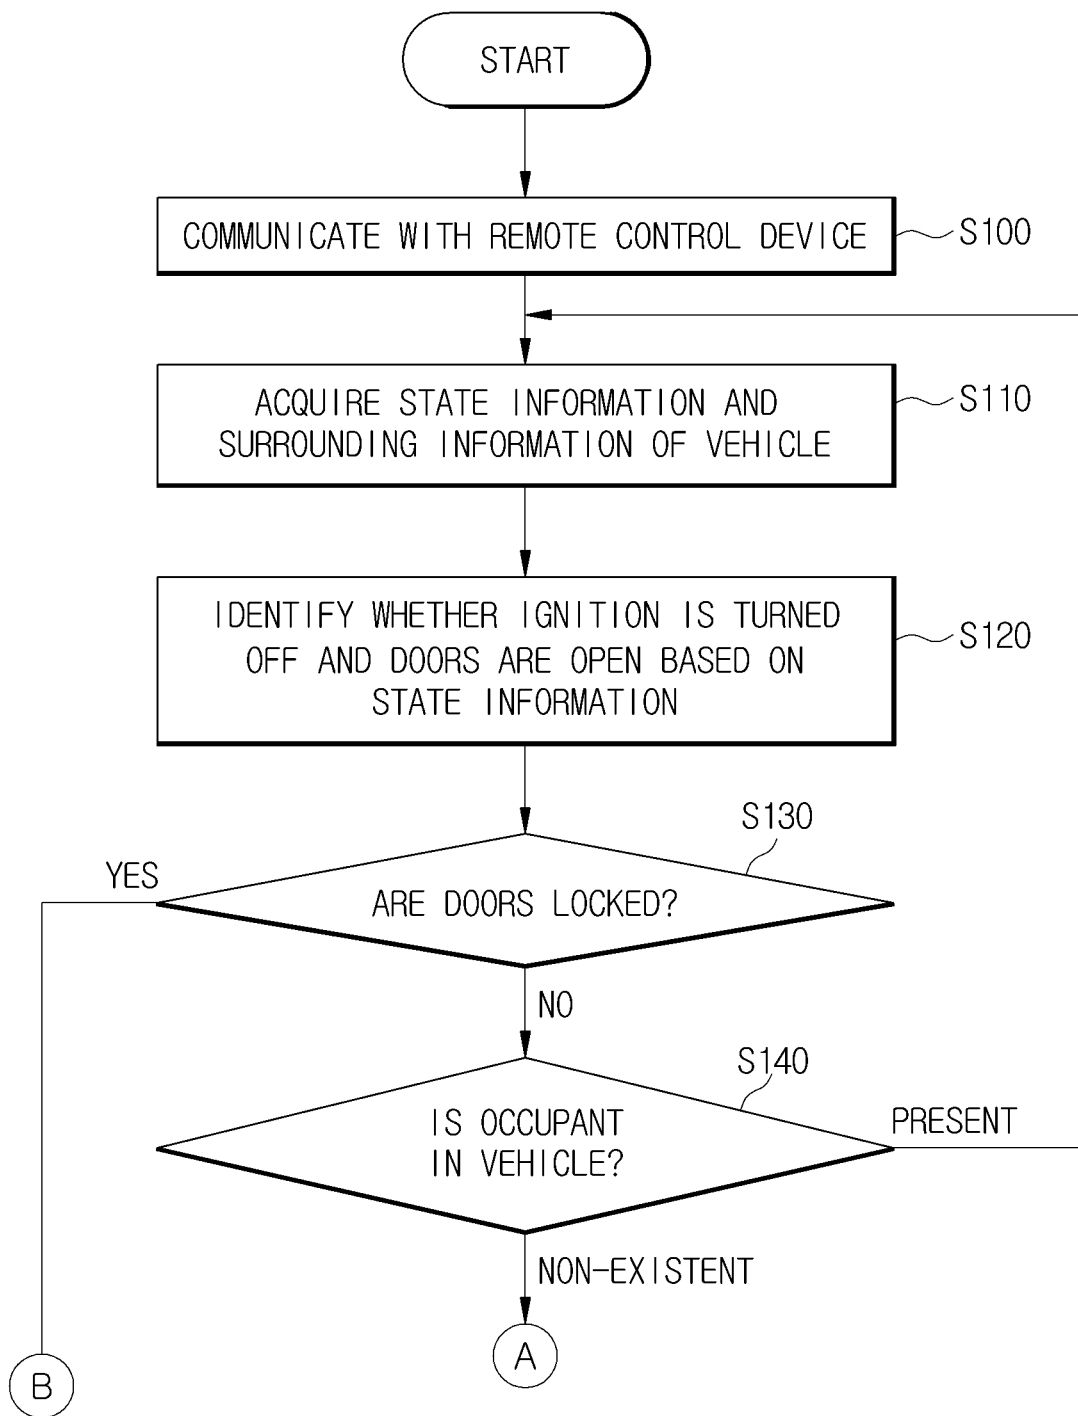 START
COMMUNICATE WITH REMOTE CONTROL DEVICE
S100
ACQUIRE STATE INFORMATION AND
SURROUNDING INFORMATION OF VEHICLE
S110
IDENTIFY WHETHER IGNITION IS TURNED
OFF AND DOORS ARE OPEN BASED ON
STATE INFORMATION
S120
S130
YES
ARE DOORS LOCKED?
NO
S140
IS OCCUPANT
IN VEHICLE?
PRESENT
NON-EXISTENT
A
B